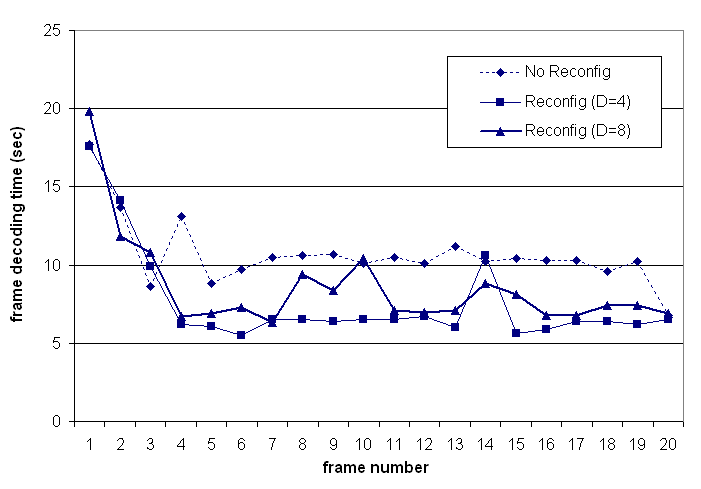 25
20
15
10
5
0
frame decoding time (sec)
No Reconfig
Reconfig (D=4)
Reconfig (D=8)
1 2 3 4 5 6 7 8 9 10 11 12 13 14 15 16 17 18 19 20
frame number